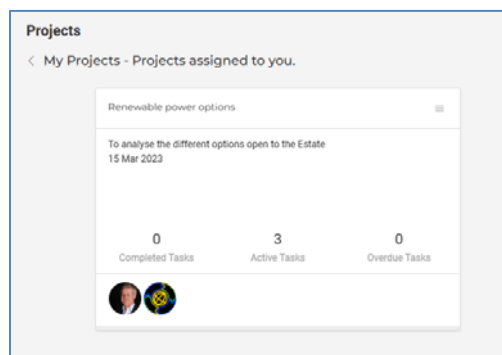 Projects
< My Projects - Projects assigned to you.
Renewable power options
To analyse the different options open to the Estate
15 Mar 2023
0 3 0
Completed Tasks Active Tasks Overdue Tasks